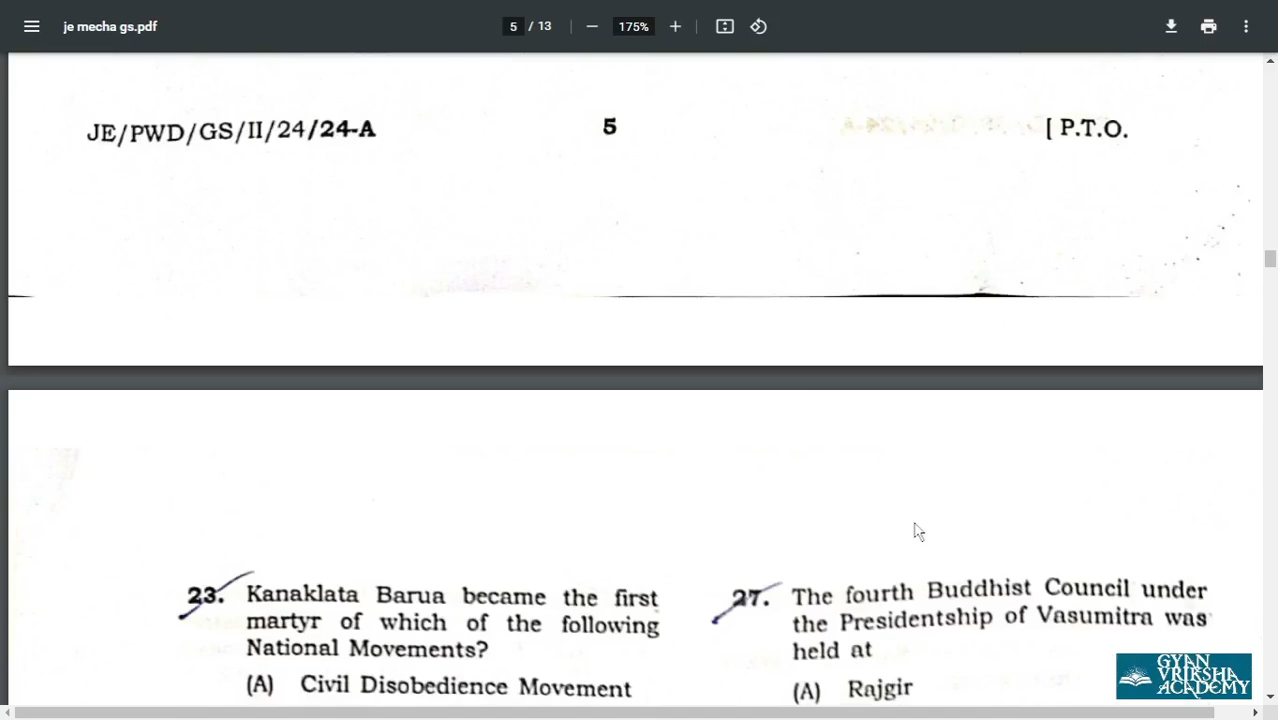 je mecha gs.pdf
5 / 13
175%
JE/PWD/GS/II/24/24-A
5
[ P.T.O.
23. Kanaklata Barua became the first
martyr of which of the following
National Movements?
(A) Civil Disobedience Movement
27. The fourth Buddhist Council under
the Presidentship of Vasumitra was
held at
(A) Rajgir
GYAN
VRIKSHA
ACADEMY